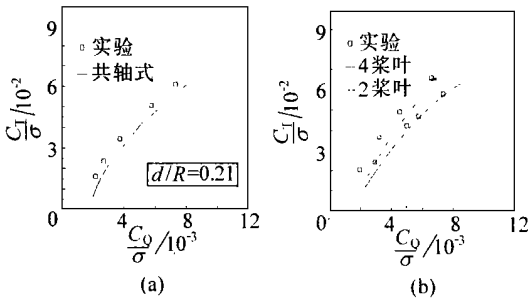 9
6
3
0
实验
共轴式
C_T/σ /10⁻²
d/R=0.21
4
8
12
C_Q/σ /10⁻³
(a)
9
6
3
0
实验
4桨叶
2桨叶
C_T/σ /10⁻²
4
8
12
C_Q/σ /10⁻³
(b)